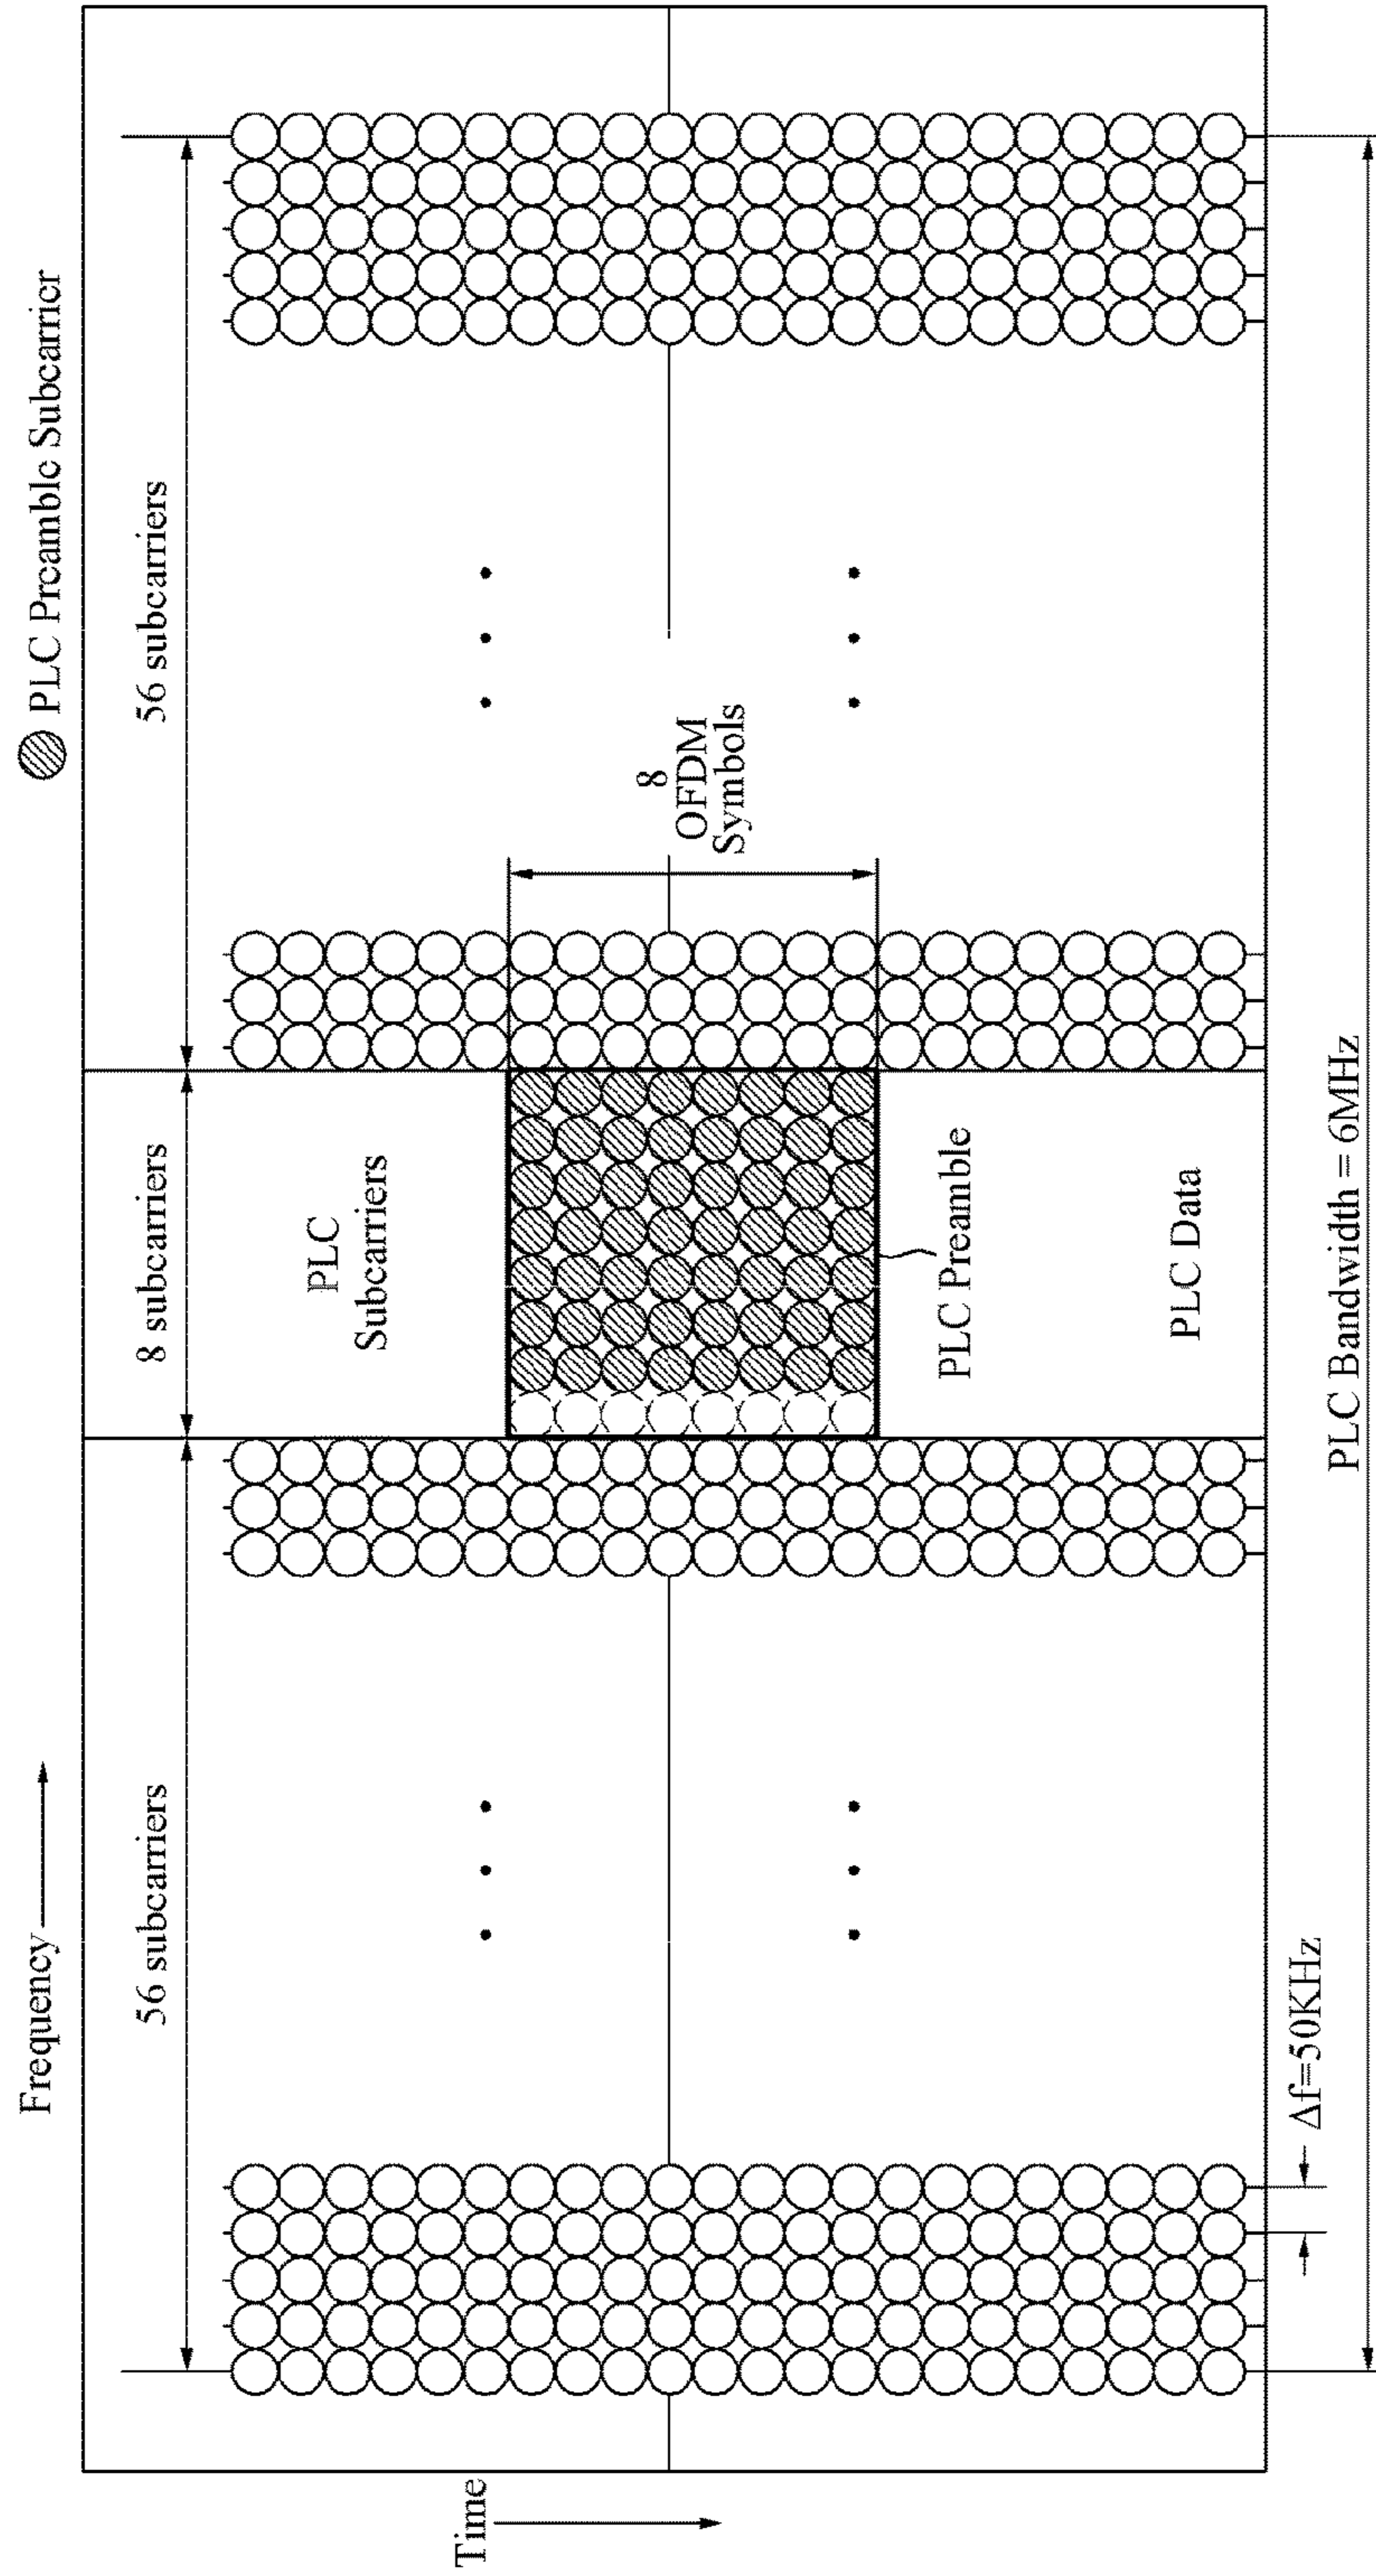 Frequency
PLC Preamble Subcarrier
56 subcarriers
8 subcarriers
56 subcarriers
PLC
Subcarriers
8
OFDM
Symbols
Time
PLC Preamble
PLC Data
Δf=50KHz
PLC Bandwidth = 6MHz